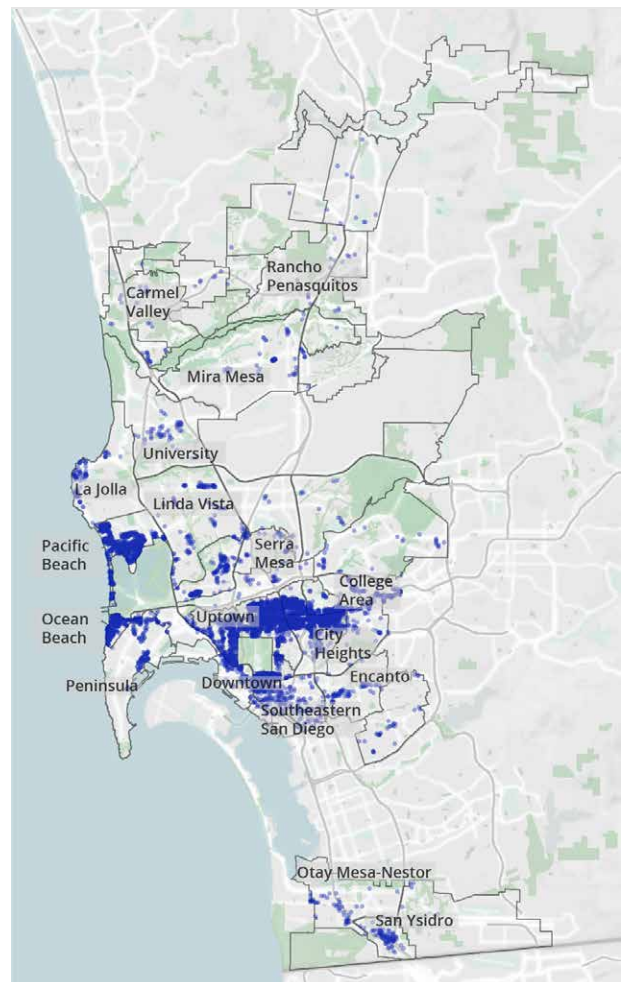 Rancho
Penasquitos
Carmel
Valley
Mira Mesa
University
La Jolla
Linda Vista
Pacific
Beach
Serra
Mesa
College
Area
Ocean
Beach
Uptown
City
Heights
Peninsula
Downtown
Encanto
Southeastern
San Diego
Otay Mesa-Nestor
San Ysidro